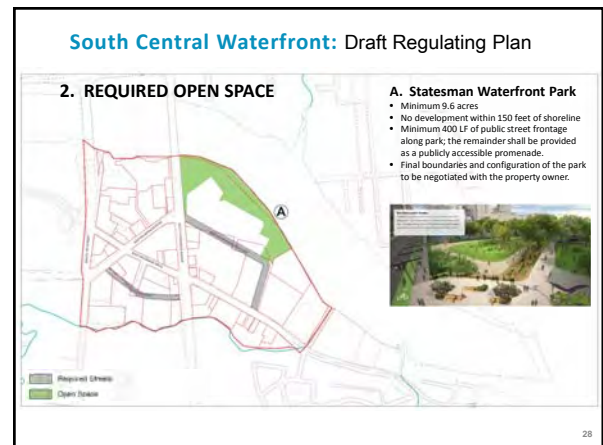 South Central Waterfront: Draft Regulating Plan
2. REQUIRED OPEN SPACE
A. Statesman Waterfront Park
• Minimum 9.6 acres
• No development within 150 feet of shoreline
• Minimum 400 LF of public street frontage
along park; the remainder shall be provided
as a publicly accessible promenade.
• Final boundaries and configuration of the park
to be negotiated with the property owner.
A
Required Streets
Open Space
28